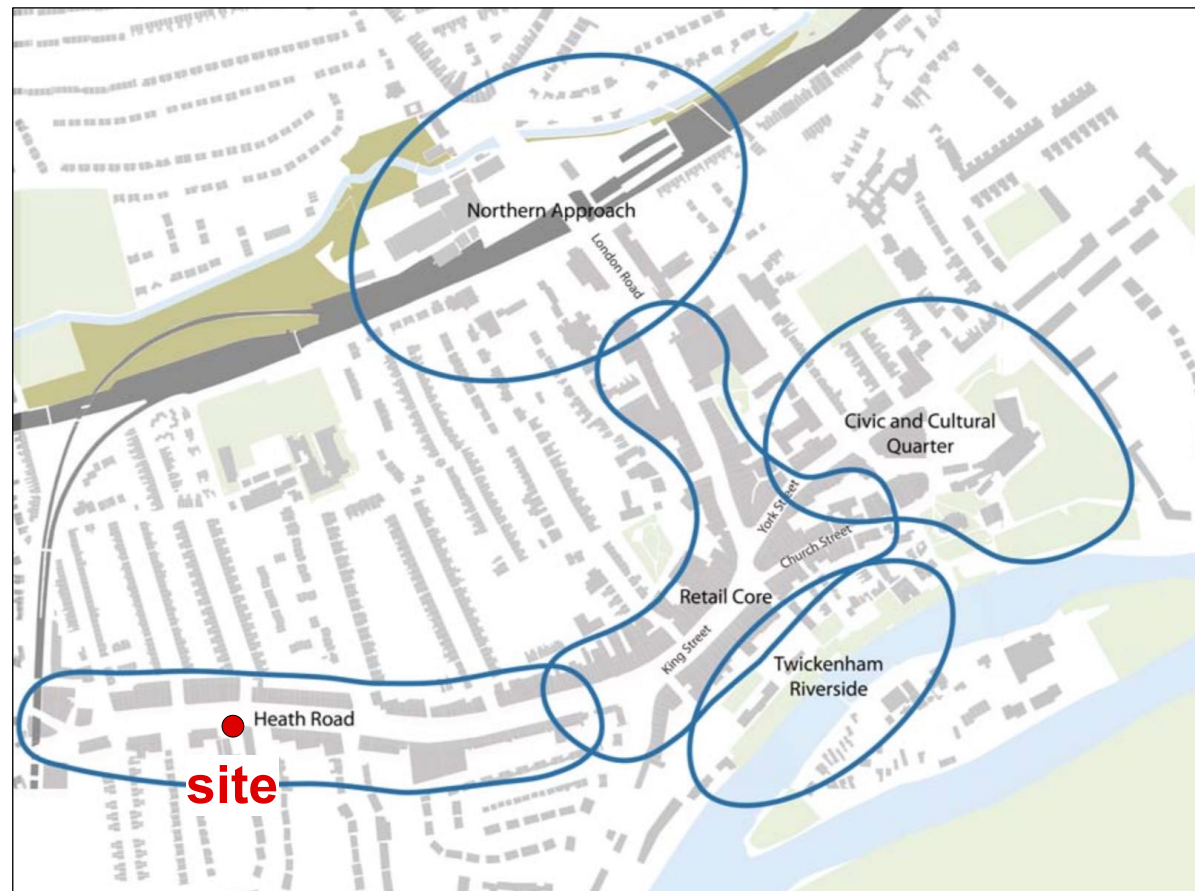 Northern Approach
London Road
Civic and Cultural
Quarter
York Street
Church Street
Retail Core
King Street
Twickenham
Riverside
Heath Road
site